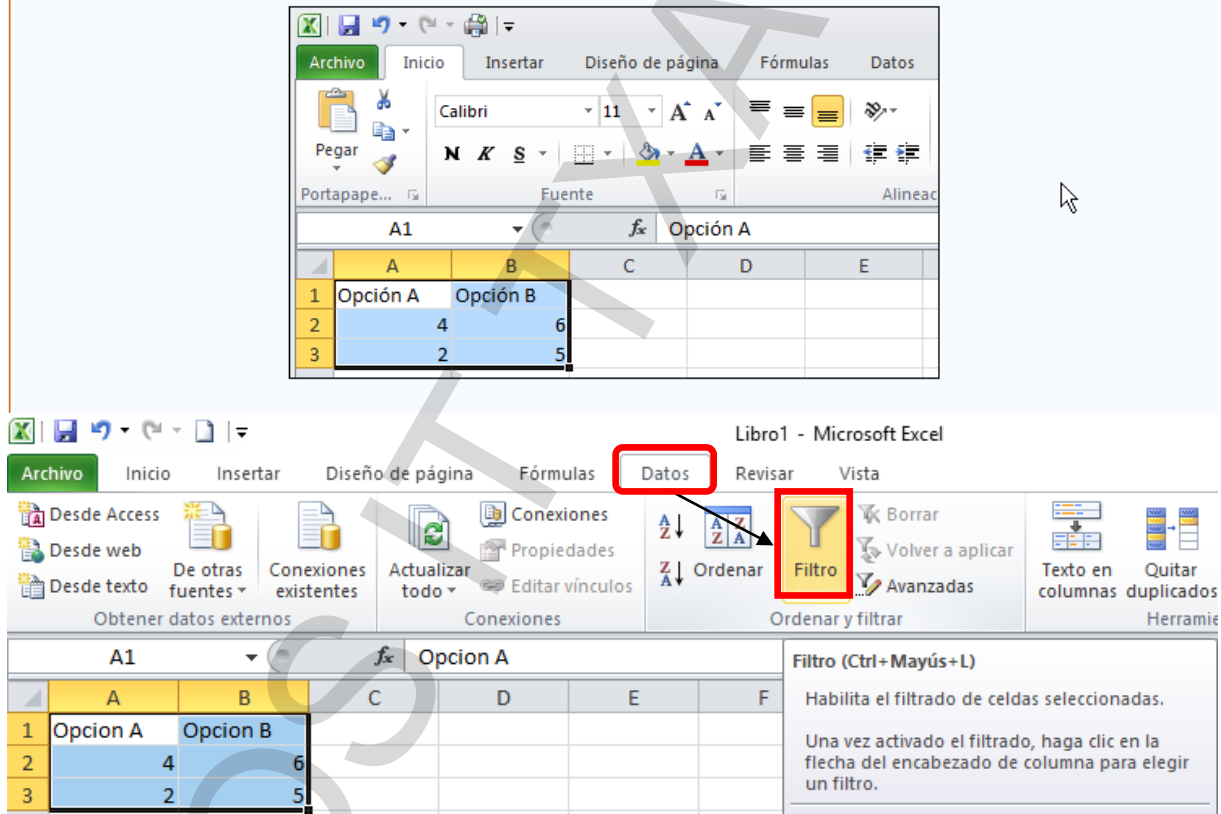 Archivo Inicio Insertar Diseño de página Fórmulas Datos
Calibri 11 A A
Pegar N K S A
Portapape... Fuente Alineac
A1 fx Opción A
A B C D E
1 Opción A Opción B
2 4 6
3 2 5
Libro1 - Microsoft Excel
Archivo Inicio Insertar Diseño de página Fórmulas Datos Revisar Vista
Desde Access
Desde web
Desde texto
De otras
fuentes
Conexiones
existentes
Obtener datos externos
Actualizar
todo
Conexiones
Propiedades
Editar vínculos
Conexiones
Ordenar
Filtro
Borrar
Volver a aplicar
Avanzadas
Ordenar y filtrar
Texto en
columnas
Quitar
duplicados
Herramie
A1 fx Opcion A
A B C D E F
1 Opcion A Opcion B
2 4 6
3 2 5
Filtro (Ctrl+Mayús+L)
Habilita el filtrado de celdas seleccionadas.
Una vez activado el filtrado, haga clic en la
flecha del encabezado de columna para elegir
un filtro.